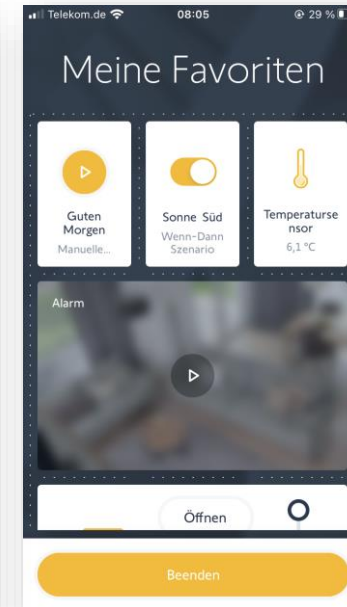 Telekom.de 08:05 29 %
Meine Favoriten
Guten
Morgen
Manuelle...
Sonne Süd
Wenn-Dann
Szenario
Temperaturse
nsor
6,1 °C
Alarm
Öffnen
Beenden